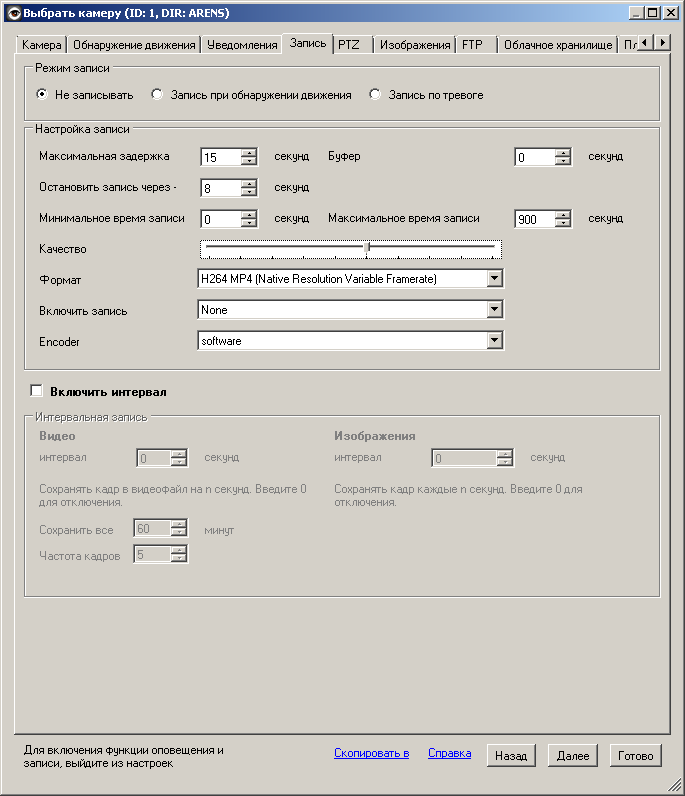 Выбрать камеру (ID: 1, DIR: ARENS)
Камера Обнаружение движения Уведомления Запись PTZ Изображения FTP Облачное хранилище Пл
Режим записи
Не записывать Запись при обнаружении движения Запись по тревоге
Настройка записи
Максимальная задержка 15 секунд Буфер 0 секунд
Остановить запись через - 8 секунд
Минимальное время записи 0 секунд Максимальное время записи 900 секунд
Качество
Формат H264 MP4 (Native Resolution Variable Framerate)
Включить запись None
Encoder software
Включить интервал
Интервальная запись
Видео Изображения
интервал 0 секунд интервал 0 секунд
Сохранять кадр в видеофайл на n секунд. Введите 0 Сохранять кадр каждые n секунд. Введите 0 для
для отключения. отключения.
Сохранить все 60 минут
Частота кадров 5
Для включения функции оповещения и
записи, выйдите из настроек
Скопировать в Справка Назад Далее Готово